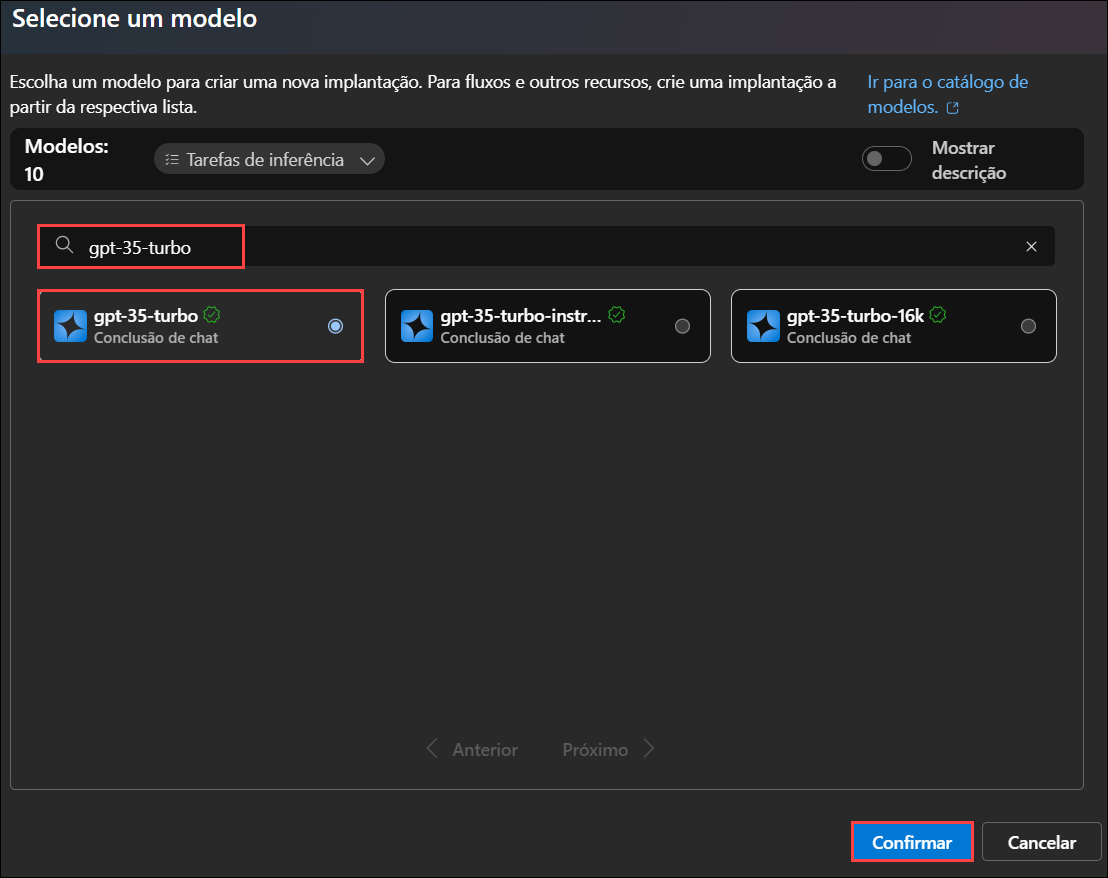 Selecione um modelo
Escolha um modelo para criar uma nova implantação. Para fluxos e outros recursos, crie uma implantação a
partir da respectiva lista.
Ir para o catálogo de
modelos.
Modelos:
10
Tarefas de inferência
Mostrar
descrição
gpt-35-turbo
gpt-35-turbo
Conclusão de chat
gpt-35-turbo-instr...
Conclusão de chat
gpt-35-turbo-16k
Conclusão de chat
Anterior
Próximo
Confirmar
Cancelar